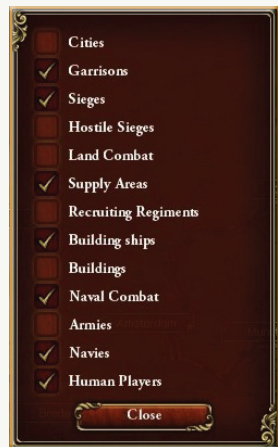 Cities
Garrisons
Sieges
Hostile Sieges
Land Combat
Supply Areas
Recruiting Regiments
Building ships
Buildings
Naval Combat
Armies
Navies
Human Players
Close